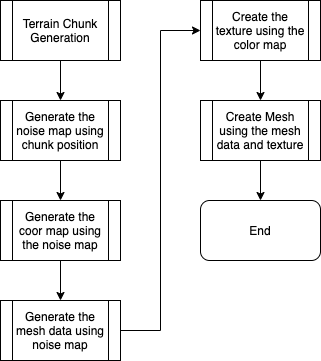 Terrain Chunk
Generation
Generate the
noise map using
chunk position
Generate the
coor map using
the noise map
Generate the
mesh data using
noise map
Create the
texture using the
color map
Create Mesh
using the mesh
data and texture
End